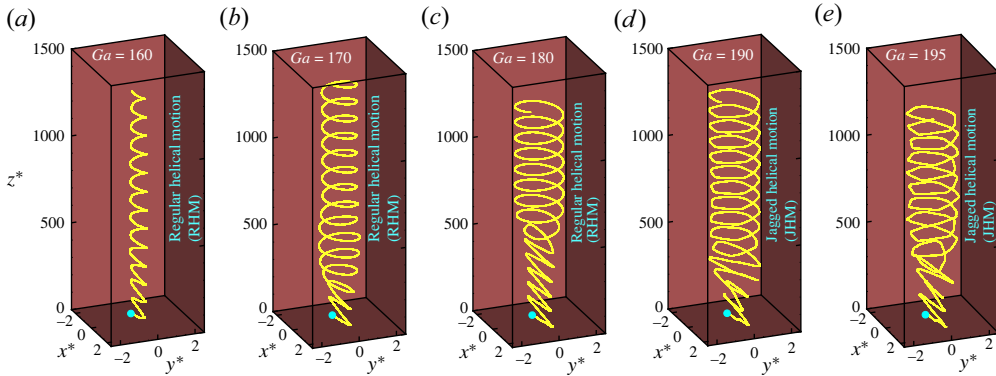 (a)
(b)
(c)
(d)
(e)
1500
Ga = 160
1000
z*
500
0
−2
0
2
x*
−2
0
2
y*
Regular helical motion
(RHM)
1500
Ga = 170
1000
500
0
−2
0
2
x*
−2
0
2
y*
Regular helical motion
(RHM)
1500
Ga = 180
1000
500
0
−2
0
2
x*
−2
0
2
y*
Regular helical motion
(RHM)
1500
Ga = 190
1000
500
0
−2
0
2
x*
−2
0
2
y*
Jagged helical motion
(JHM)
1500
Ga = 195
1000
500
0
−2
0
2
x*
−2
0
2
y*
Jagged helical motion
(JHM)